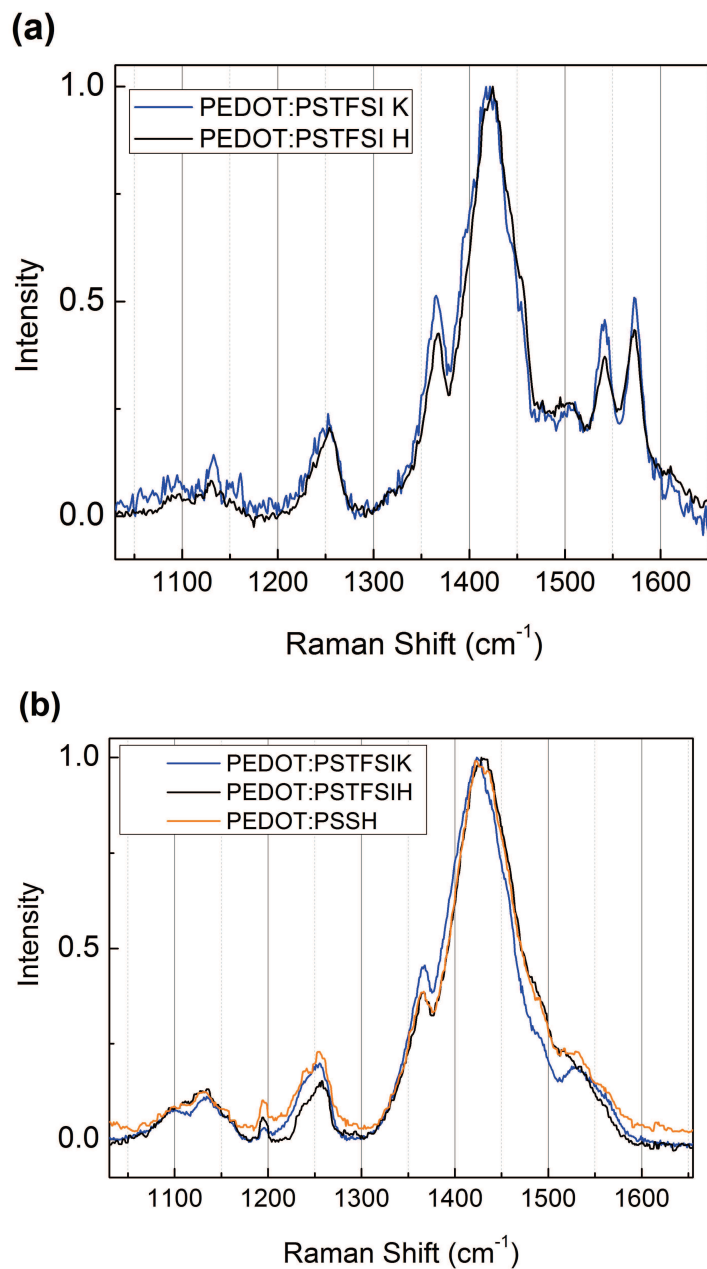 (a)
1.0
PEDOT:PSTFSI K
PEDOT:PSTFSI H
0.5
Intensity
0.0
1100 1200 1300 1400 1500 1600
Raman Shift (cm⁻¹)
(b)
1.0
PEDOT:PSTFSIK
PEDOT:PSTFSIH
PEDOT:PSSH
0.5
Intensity
0.0
1100 1200 1300 1400 1500 1600
Raman Shift (cm⁻¹)